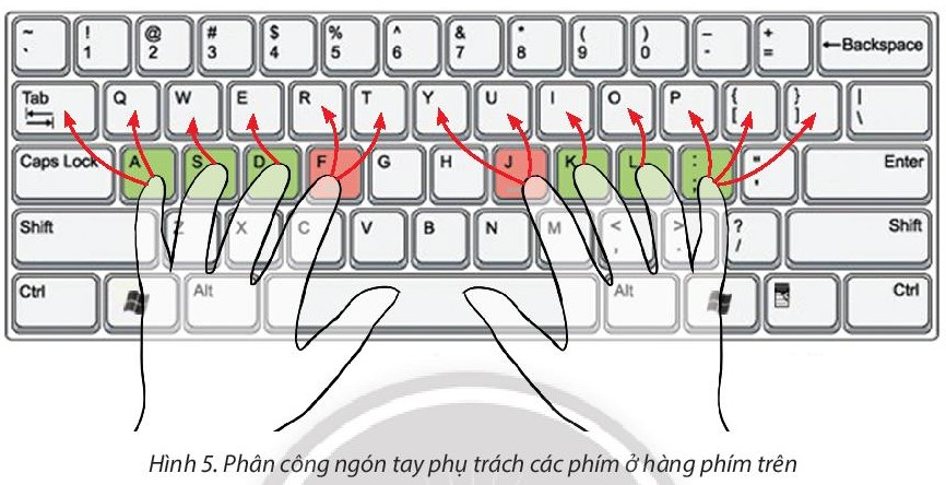 ~ ! @ # $ % ^ & * ( ) - +
` 1 2 3 4 5 6 7 8 9 0 - = ←Backspace
Tab Q W E R T Y U I O P { } |
[ ] \
Caps Lock A S D F G H J K L : " Enter
; '
Shift Z X C V B N M < > ? Shift
, . /
Ctrl Alt Alt Ctrl
Hình 5. Phân công ngón tay phụ trách các phím ở hàng phím trên